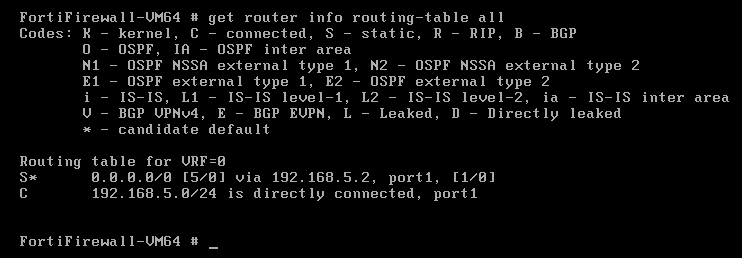 FortiFirewall-VM64 # get router info routing-table all
Codes: K - kernel, C - connected, S - static, R - RIP, B - BGP
O - OSPF, IA - OSPF inter area
N1 - OSPF NSSA external type 1, N2 - OSPF NSSA external type 2
E1 - OSPF external type 1, E2 - OSPF external type 2
i - IS-IS, L1 - IS-IS level-1, L2 - IS-IS level-2, ia - IS-IS inter area
V - BGP VPNv4, E - BGP EVPN, L - Leaked, D - Directly leaked
* - candidate default
Routing table for VRF=0
S* 0.0.0.0/0 [5/0] via 192.168.5.2, port1, [1/0]
C 192.168.5.0/24 is directly connected, port1
FortiFirewall-VM64 # _